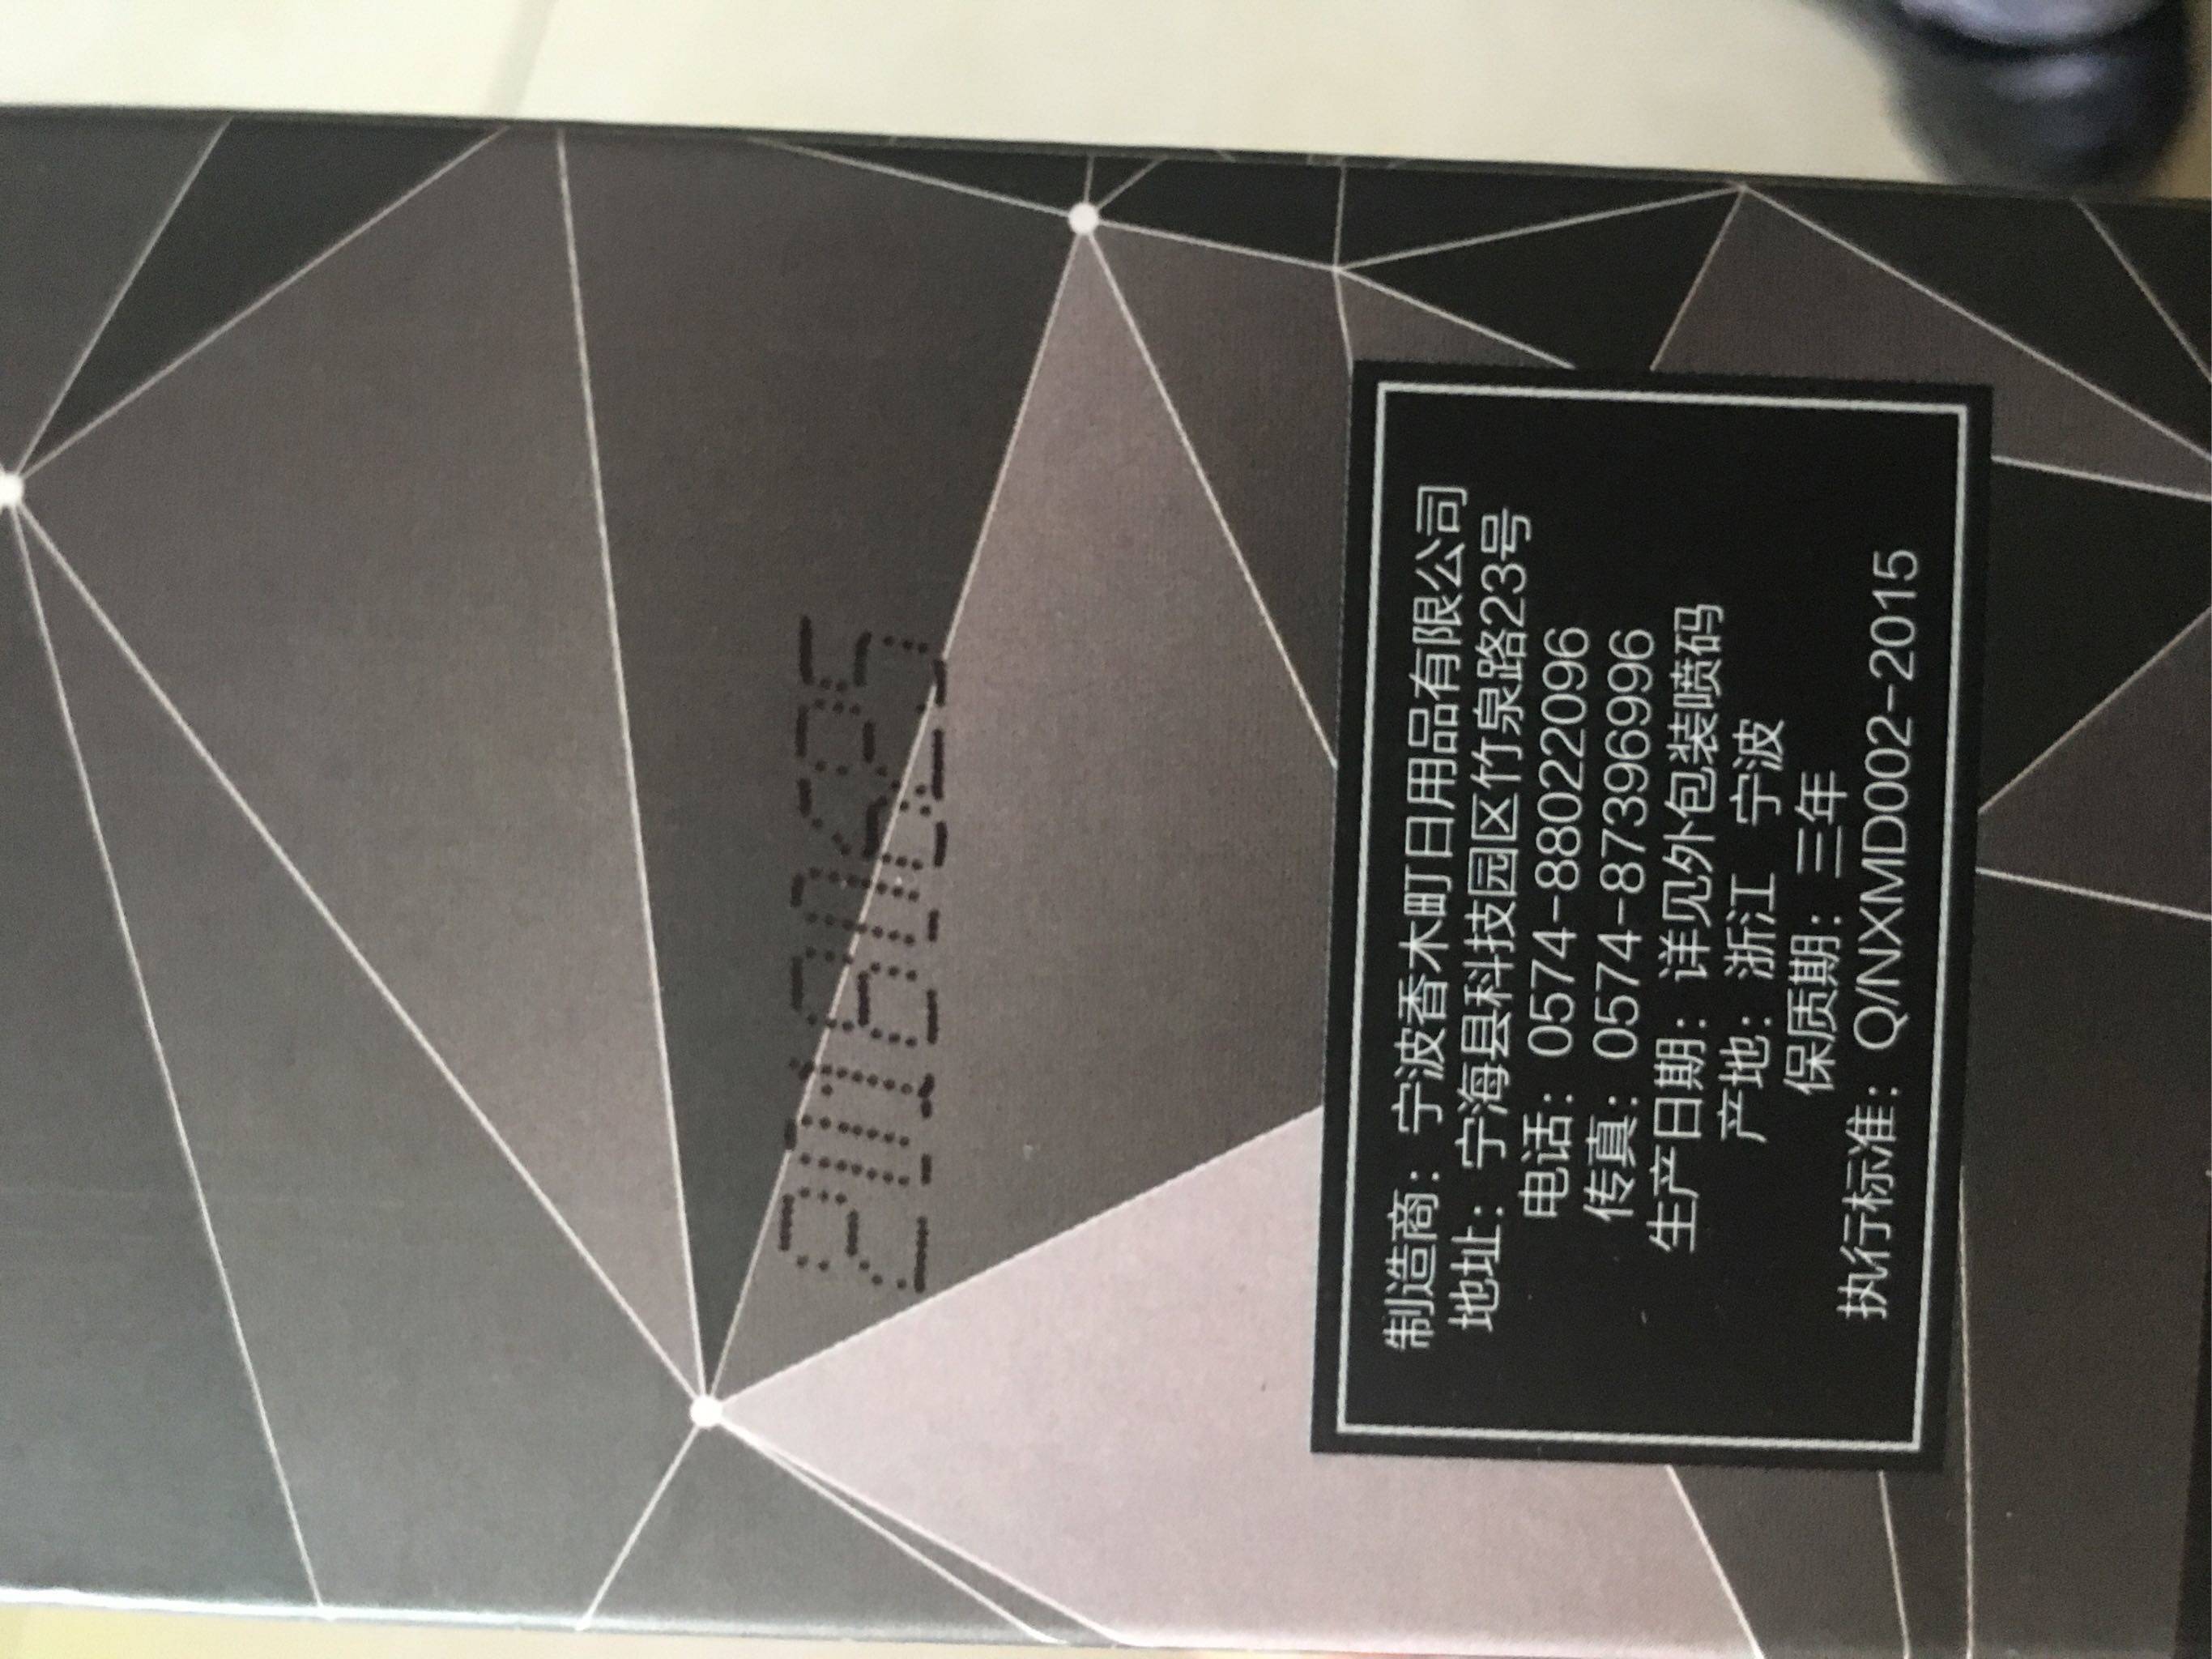 制造商：宁波香木町日用品有限公司
地址：宁海县科技园区竹泉路23号
电话：0574-88022096
传真：0574-87396996
生产日期：详见外包装喷码
产地：浙江 宁波
保质期：三年
执行标准：Q/NXMD002-2015